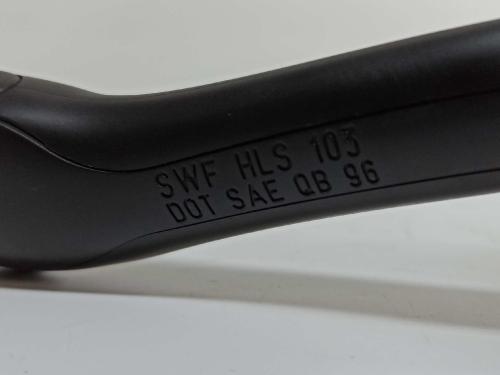 SWF HLS 103
DOT SAE QB 96